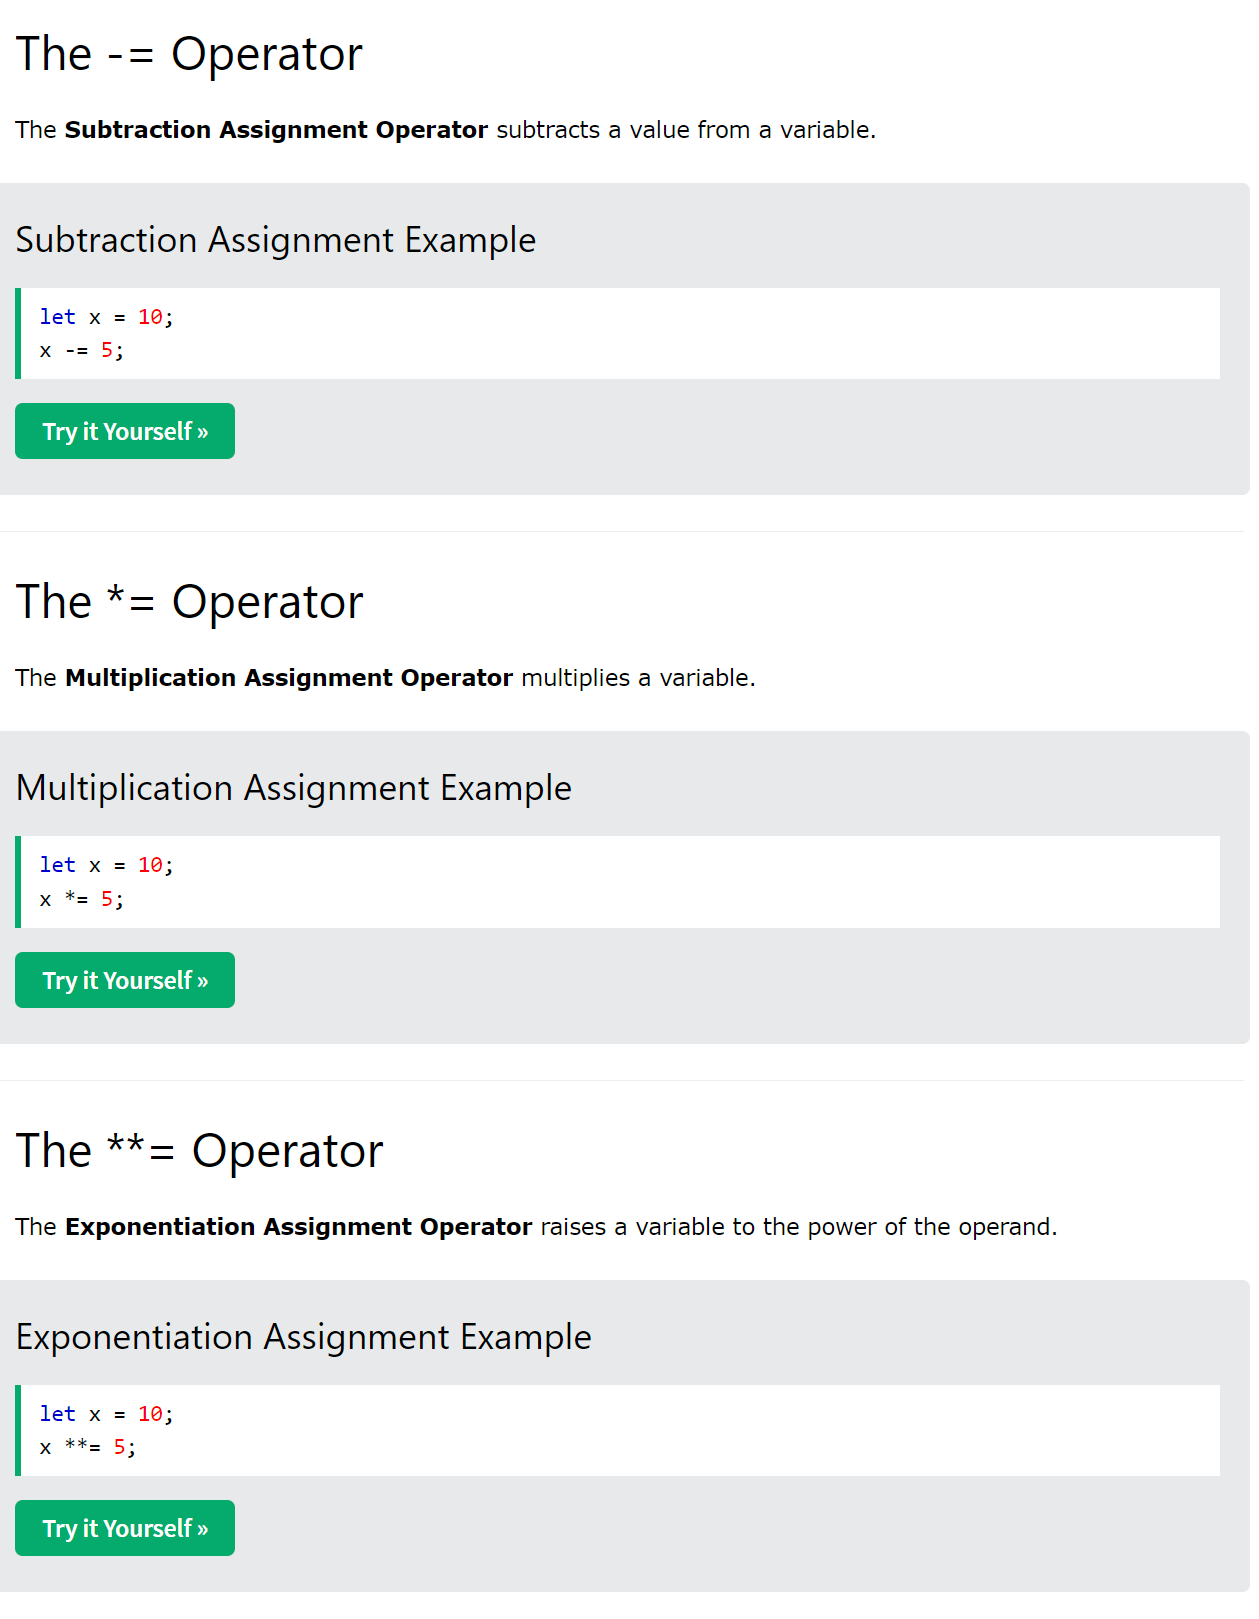 The -= Operator
The Subtraction Assignment Operator subtracts a value from a variable.
Subtraction Assignment Example
let x = 10;
x -= 5;
Try it Yourself »
The *= Operator
The Multiplication Assignment Operator multiplies a variable.
Multiplication Assignment Example
let x = 10;
x *= 5;
Try it Yourself »
The **= Operator
The Exponentiation Assignment Operator raises a variable to the power of the operand.
Exponentiation Assignment Example
let x = 10;
x **= 5;
Try it Yourself »